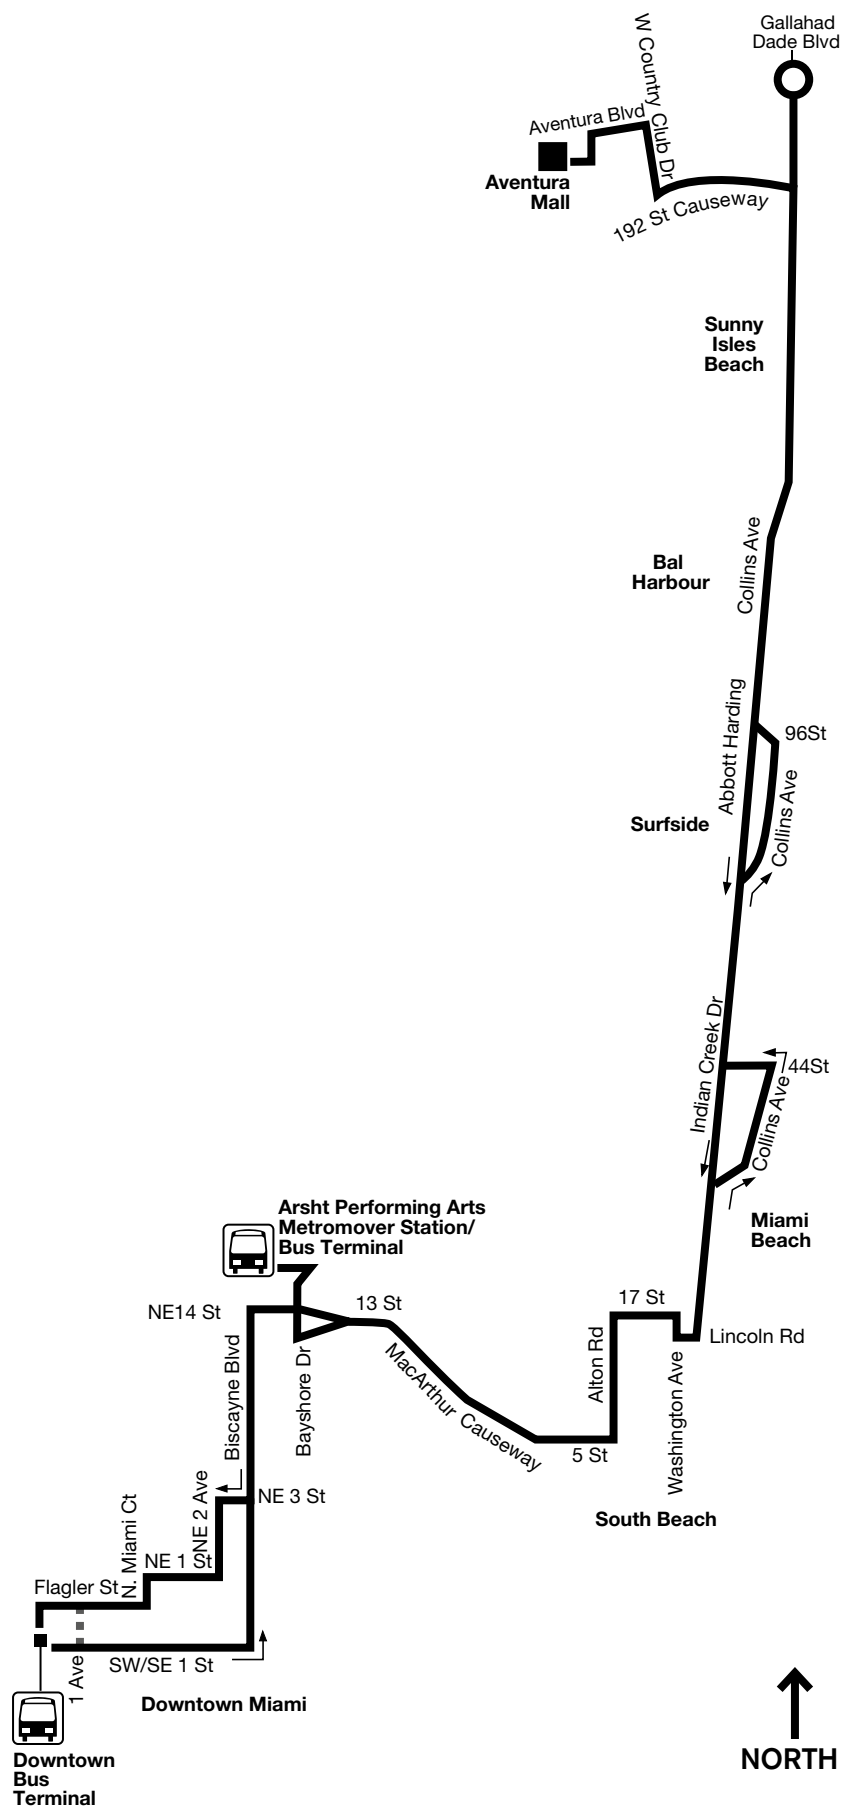 Gallahad
Dade Blvd
W Country Club Dr
Aventura Blvd
Aventura
Mall
192 St Causeway
Sunny
Isles
Beach
Collins Ave
Bal
Harbour
Abbott Harding
96St
Collins Ave
Surfside
Indian Creek Dr
44St
Collins Ave
Miami
Beach
Arsht Performing Arts
Metromover Station/
Bus Terminal
NE14 St
13 St
17 St
Lincoln Rd
Biscayne Blvd
Bayshore Dr
MacArthur Causeway
Alton Rd
Washington Ave
5 St
South Beach
NE 3 St
NE 2 Ave
N. Miami Ct
NE 1 St
Flagler St
1 Ave
SW/SE 1 St
Downtown Miami
Downtown
Bus
Terminal
NORTH